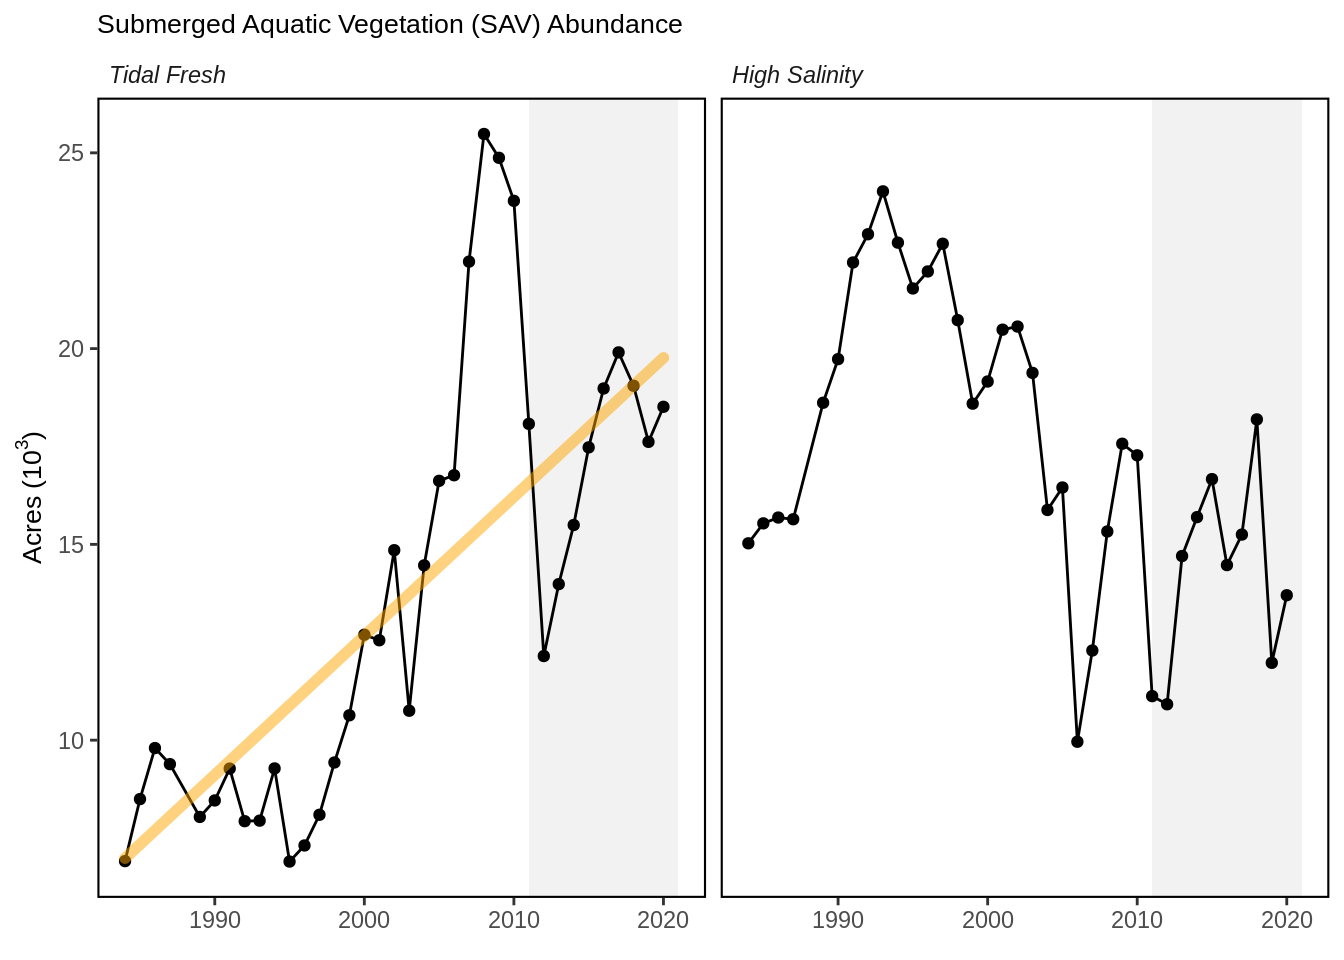 Submerged Aquatic Vegetation (SAV) Abundance
Tidal Fresh
High Salinity
Acres (10³)
25
20
15
10
1990 2000 2010 2020
1990 2000 2010 2020